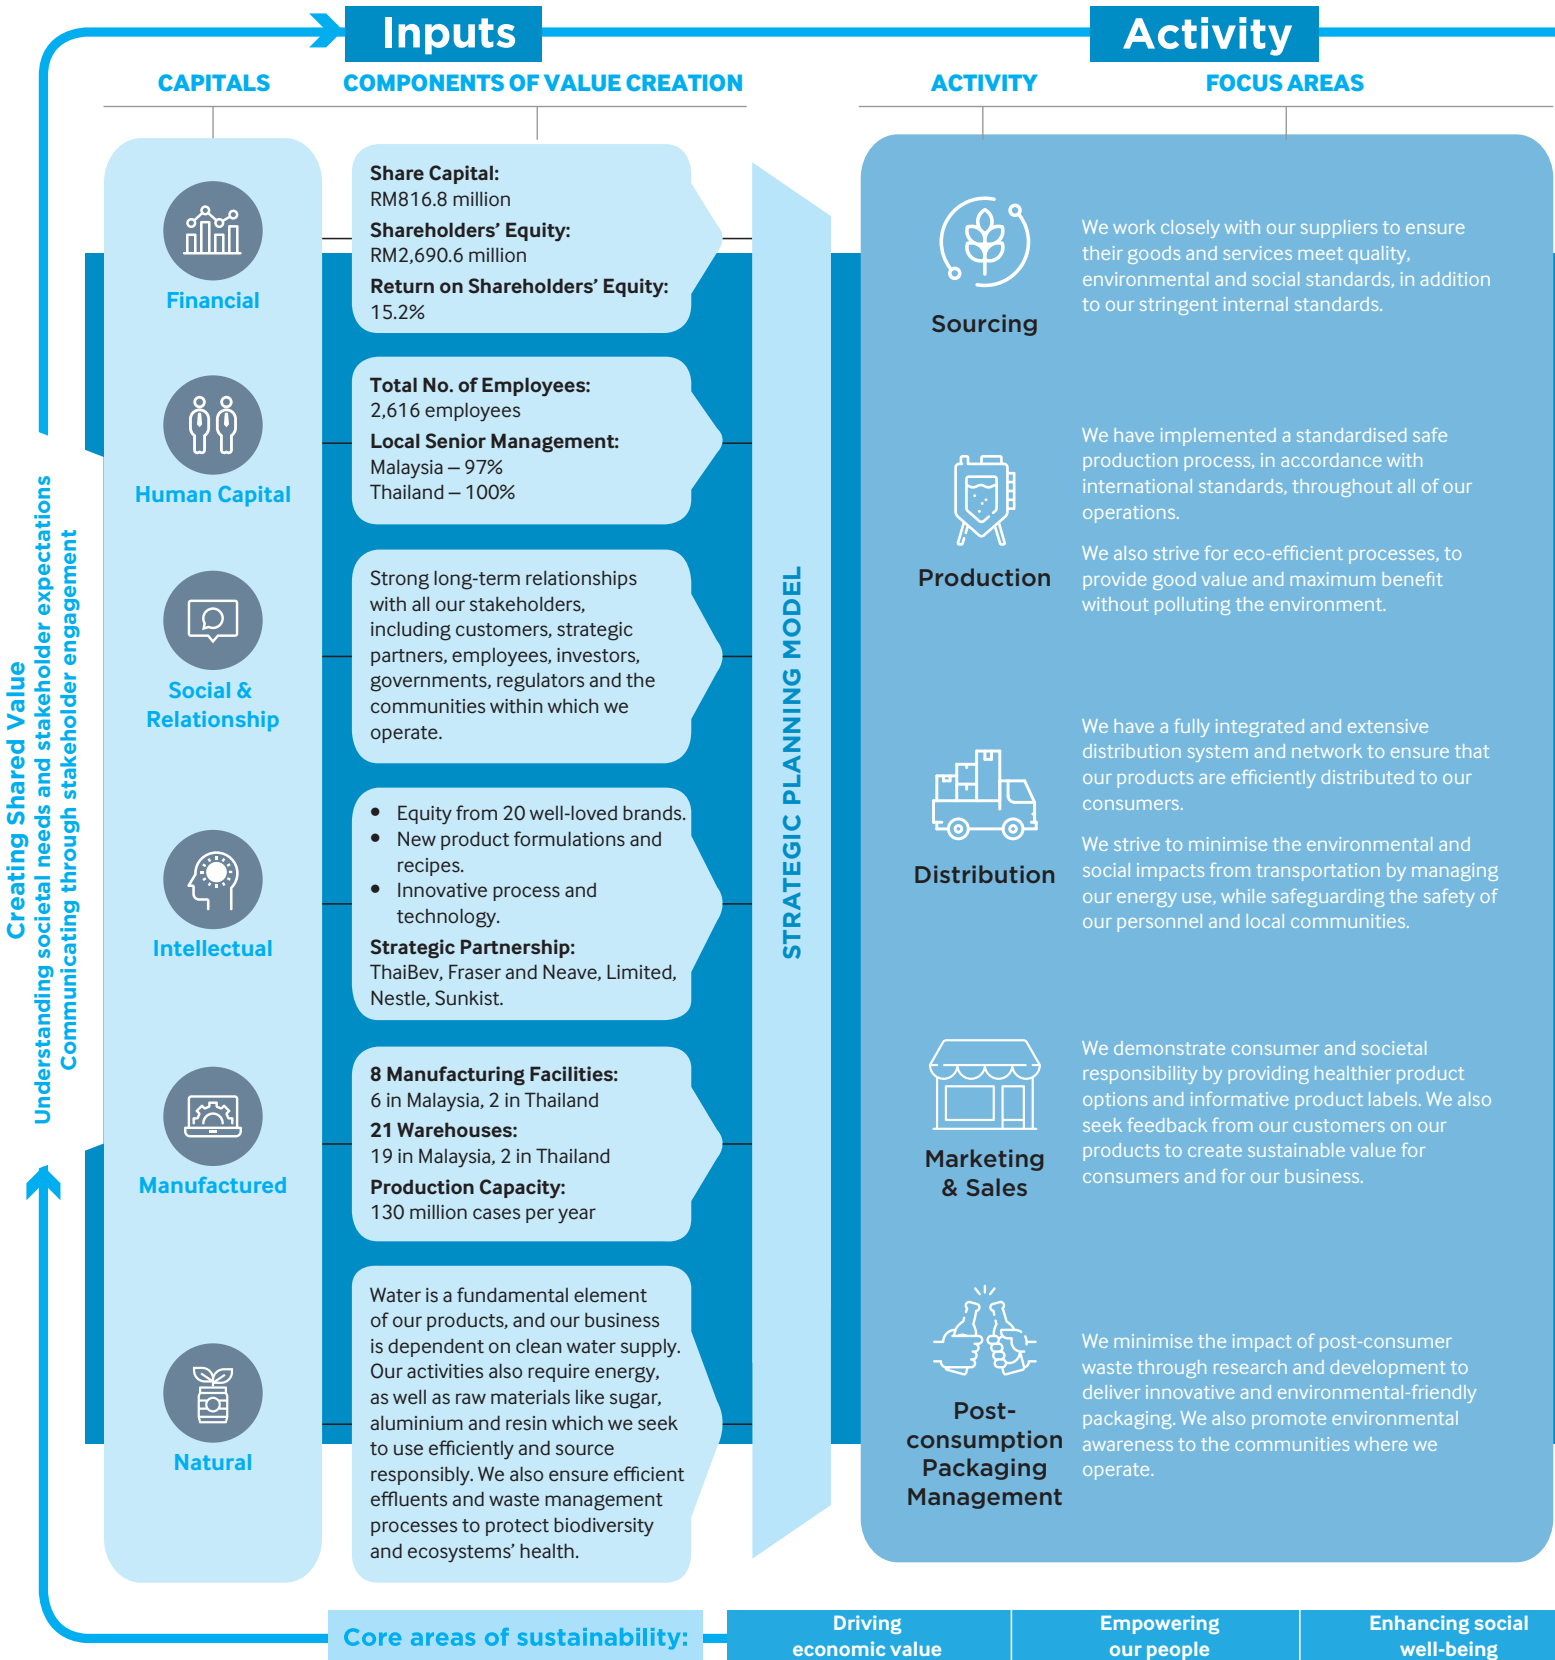 Inputs
Activity
CAPITALS
COMPONENTS OF VALUE CREATION
ACTIVITY
FOCUS AREAS
Creating Shared Value
Understanding societal needs and stakeholder expectations
Communicating through stakeholder engagement
Financial
Share Capital:
RM816.8 million
Shareholders’ Equity:
RM2,690.6 million
Return on Shareholders’ Equity:
15.2%
Human Capital
Total No. of Employees:
2,616 employees
Local Senior Management:
Malaysia – 97%
Thailand – 100%
Social &
Relationship
Strong long-term relationships
with all our stakeholders,
including customers, strategic
partners, employees, investors,
governments, regulators and the
communities within which we
operate.
Intellectual
• Equity from 20 well-loved brands.
• New product formulations and
recipes.
• Innovative process and
technology.
Strategic Partnership:
ThaiBev, Fraser and Neave, Limited,
Nestle, Sunkist.
Manufactured
8 Manufacturing Facilities:
6 in Malaysia, 2 in Thailand
21 Warehouses:
19 in Malaysia, 2 in Thailand
Production Capacity:
130 million cases per year
Natural
Water is a fundamental element
of our products, and our business
is dependent on clean water supply.
Our activities also require energy,
as well as raw materials like sugar,
aluminium and resin which we seek
to use efficiently and source
responsibly. We also ensure efficient
effluents and waste management
processes to protect biodiversity
and ecosystems’ health.
STRATEGIC PLANNING MODEL
Sourcing
We work closely with our suppliers to ensure
their goods and services meet quality,
environmental and social standards, in addition
to our stringent internal standards.
Production
We have implemented a standardised safe
production process, in accordance with
international standards, throughout all of our
operations.
We also strive for eco-efficient processes, to
provide good value and maximum benefit
without polluting the environment.
Distribution
We have a fully integrated and extensive
distribution system and network to ensure that
our products are efficiently distributed to our
consumers.
We strive to minimise the environmental and
social impacts from transportation by managing
our energy use, while safeguarding the safety of
our personnel and local communities.
Marketing
& Sales
We demonstrate consumer and societal
responsibility by providing healthier product
options and informative product labels. We also
seek feedback from our customers on our
products to create sustainable value for
consumers and for our business.
Post-
consumption
Packaging
Management
We minimise the impact of post-consumer
waste through research and development to
deliver innovative and environmental-friendly
packaging. We also promote environmental
awareness to the communities where we
operate.
Core areas of sustainability:
Driving
economic value
Empowering
our people
Enhancing social
well-being